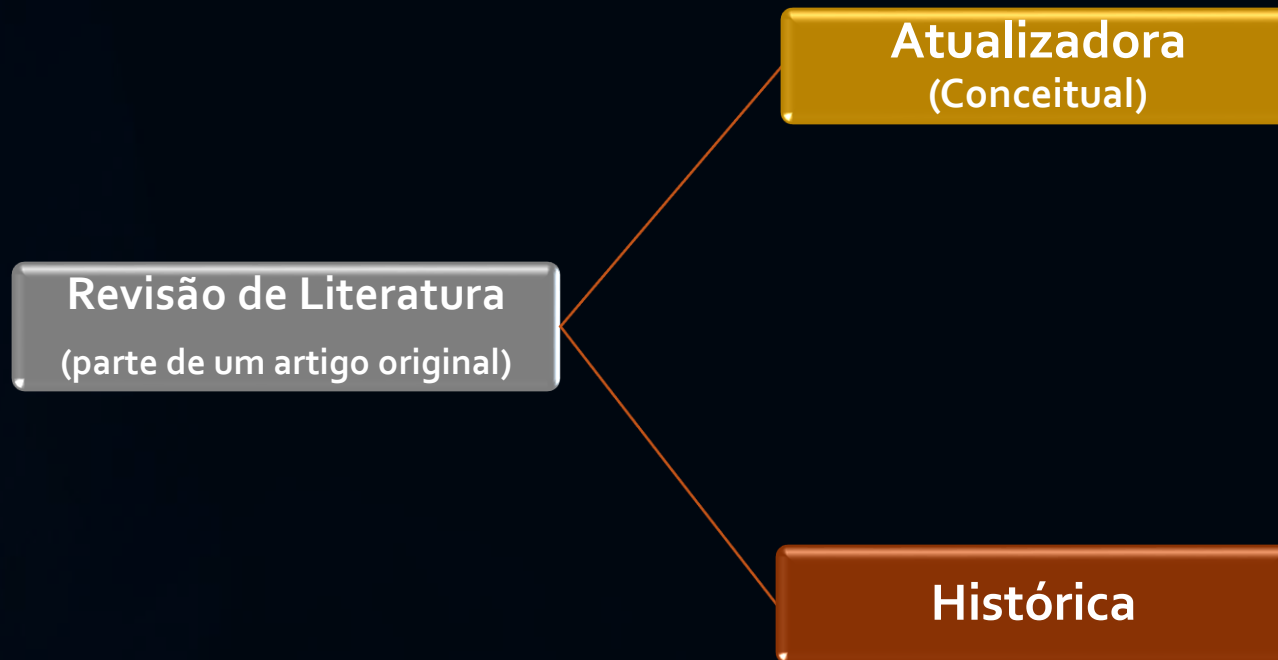 Atualizadora
(Conceitual)
Revisão de Literatura
(parte de um artigo original)
Histórica